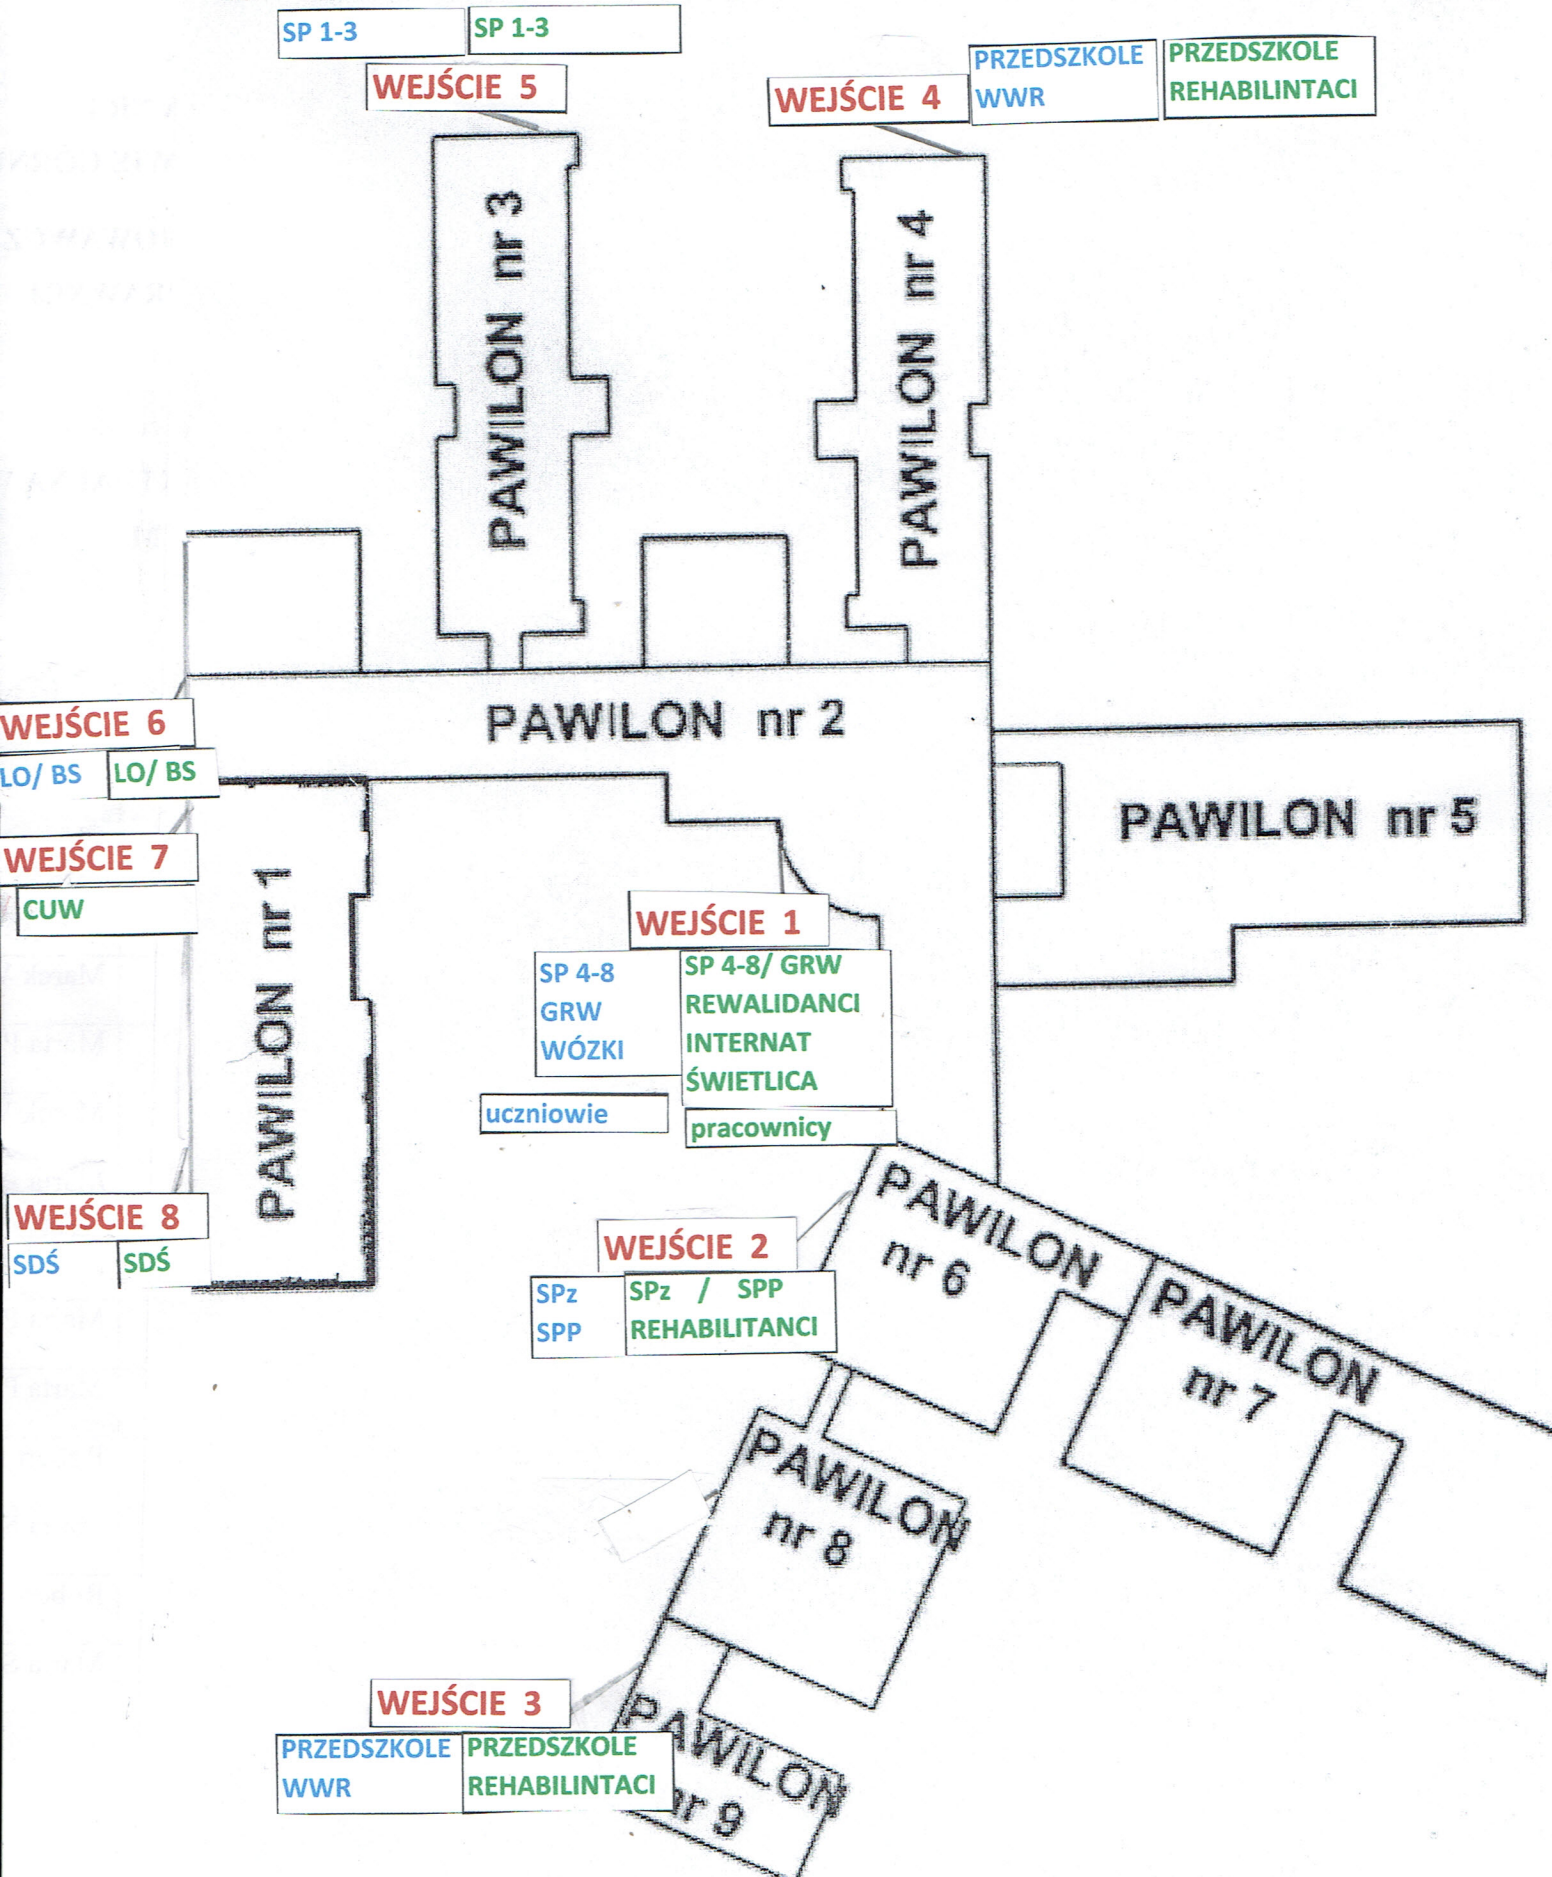 SP 1-3
SP 1-3
WEJŚCIE 5
WEJŚCIE 4
PRZEDSZKOLE
WWR
PRZEDSZKOLE
REHABILINTACI
PAWILON nr 3
PAWILON nr 4
WEJŚCIE 6
LO/ BS
LO/ BS
PAWILON nr 2
PAWILON nr 5
WEJŚCIE 7
CUW
PAWILON nr 1
WEJŚCIE 1
SP 4-8
GRW
WÓZKI
SP 4-8/ GRW
REWALIDANCI
INTERNAT
ŚWIETLICA
uczniowie
pracownicy
WEJŚCIE 8
SDŚ
SDŚ
WEJŚCIE 2
SPz
SPP
SPz / SPP
REHABILITANCI
PAWILON
nr 6
PAWILON
nr 7
PAWILON
nr 8
WEJŚCIE 3
PRZEDSZKOLE
WWR
PRZEDSZKOLE
REHABILINTACI
PAWILON
nr 9